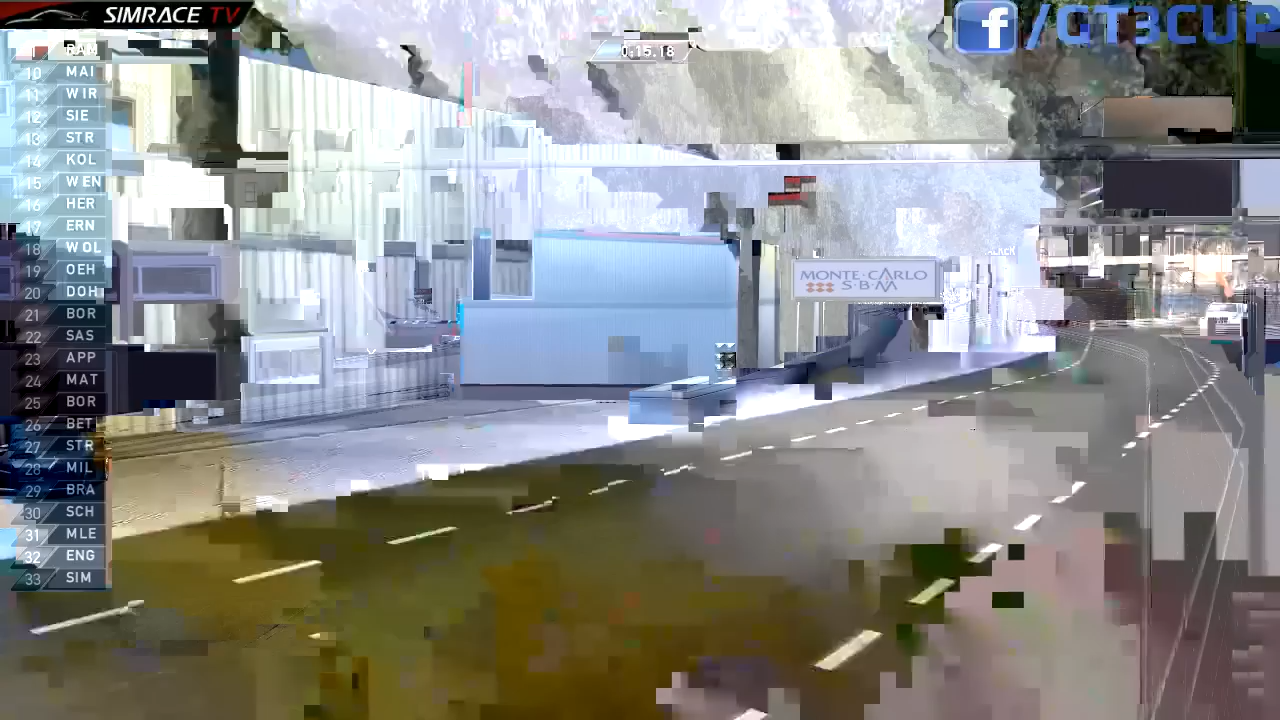 SIMRACE TV
/GT3CUP
0:15.18
RAM
10 MAI
11 WIR
12 SIE
13 STR
14 KOL
15 WEN
16 HER
17 ERN
18 WOL
19 OEH
20 DOH
21 BOR
22 SAS
23 APP
24 MAT
25 BOR
26 BET
27 STR
28 MIL
29 BRA
30 SCH
31 MLE
32 ENG
33 SIM
MONTE·CARLO
S·B·M